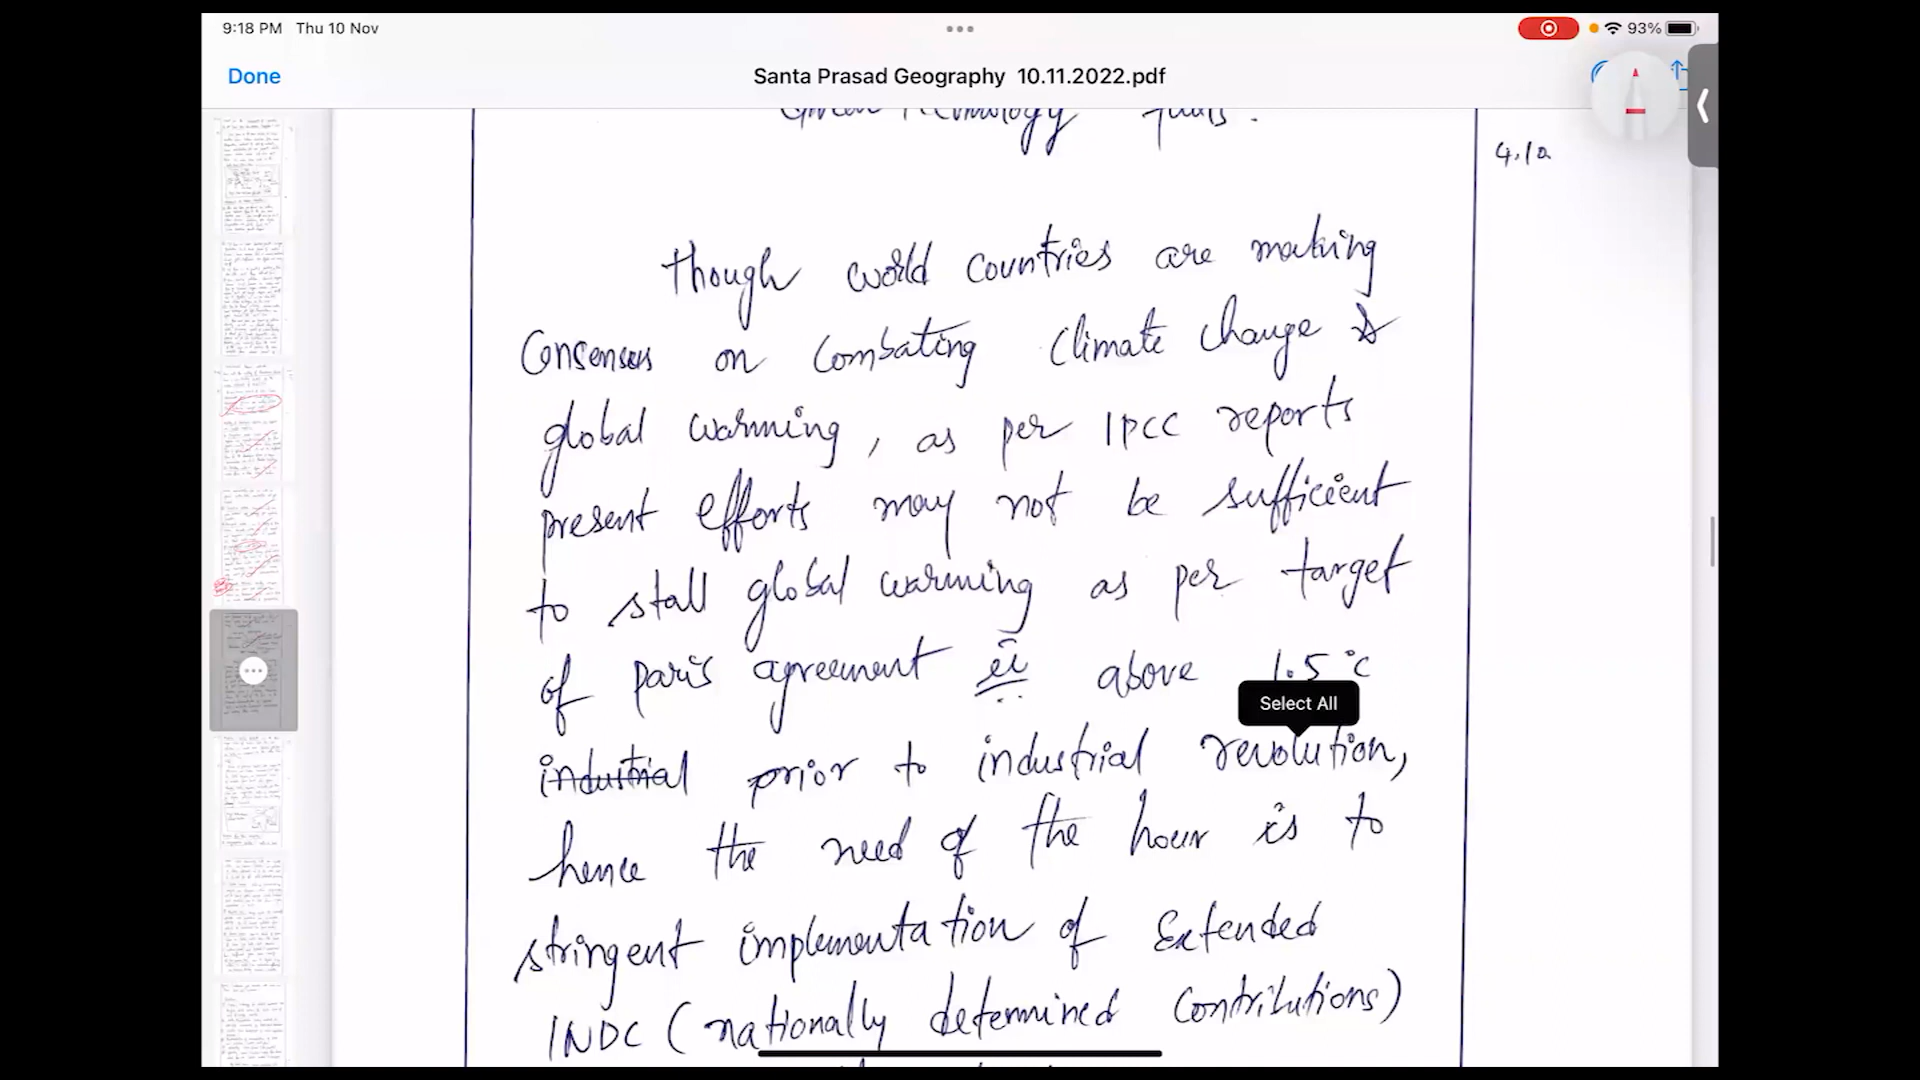 9:18 PM Thu 10 Nov
93%
Done
Santa Prasad Geography 10.11.2022.pdf
Green Technology funds.
4.1a
Though world countries are making
Consensus on Combating Climate change &
global warming, as per IPCC reports
present efforts may not be sufficient
to stall global warming as per target
of paris agreement ie above 1.5°C
Select All
industrial prior to industrial revolution,
hence the need of the hour is to
stringent implementation of Extended
INDC (nationally determined Contributions)